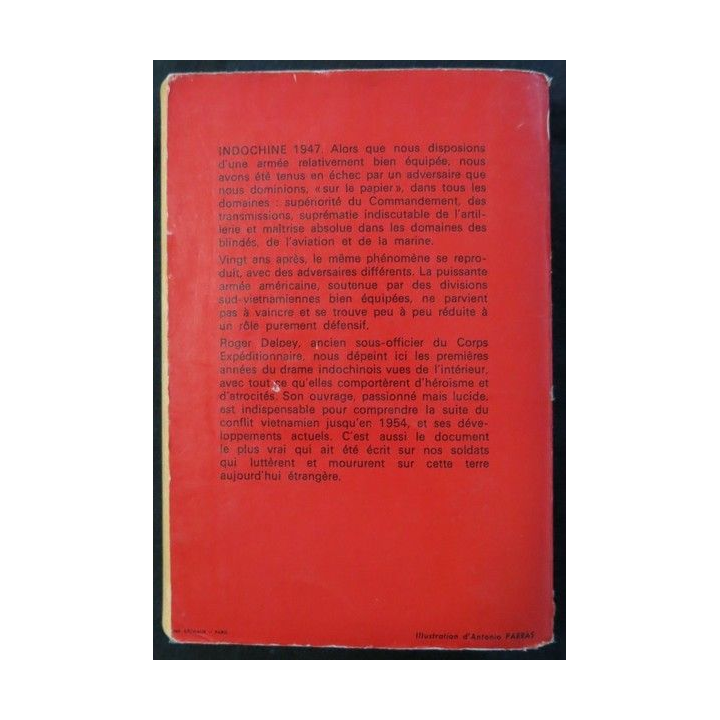 INDOCHINE 1947. Alors que nous disposions
d'une armée relativement bien équipée, nous
avons été tenus en échec par un adversaire que
nous dominions, « sur le papier », dans tous les
domaines : supériorité du Commandement, des
transmissions, suprématie indiscutable de l'artil-
lerie et maîtrise absolue dans les domaines des
blindés, de l'aviation et de la marine.
Vingt ans après, le même phénomène se repro-
duit, avec des adversaires différents. La puissante
armée américaine, soutenue par des divisions
sud-vietnamiennes bien équipées, ne parvient
pas à vaincre et se trouve peu à peu réduite à
un rôle purement défensif.
Roger Delpey, ancien sous-officier du Corps
Expéditionnaire, nous dépeint ici les premières
années du drame indochinois vues de l'intérieur,
avec tout ce qu'elles comportèrent d'héroïsme et
d'atrocités. Son ouvrage, passionné mais lucide,
est indispensable pour comprendre la suite du
conflit vietnamien jusqu'en 1954, et ses déve-
loppements actuels. C'est aussi le document
le plus vrai qui ait été écrit sur nos soldats
qui luttèrent et moururent sur cette terre
aujourd'hui étrangère.
PARIS
Illustration d'Antonio PARRAS